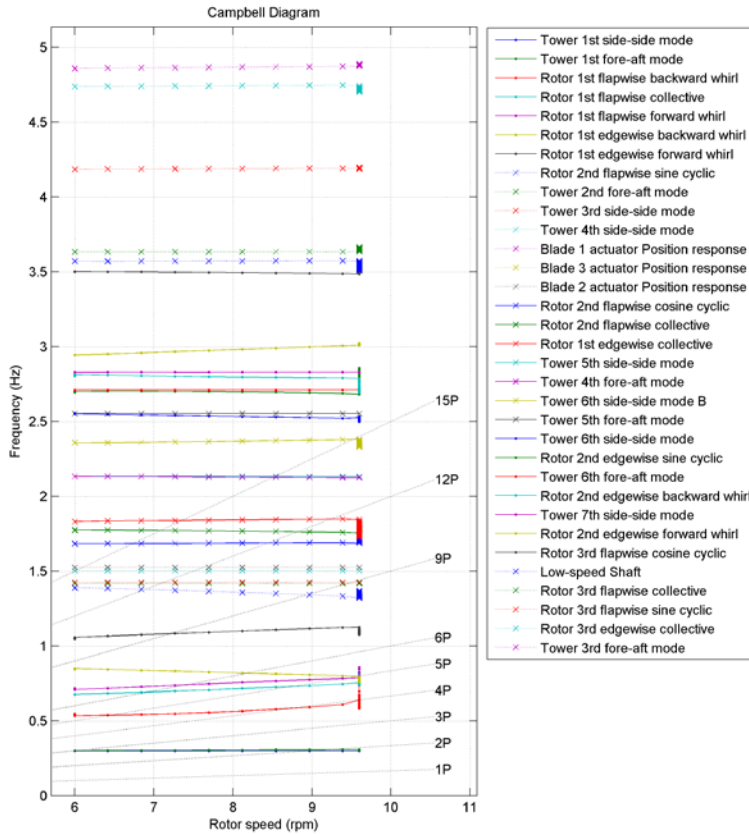 Campbell Diagram
5
4.5
4
3.5
3
2.5
2
1.5
1
0.5
0
Frequency (Hz)
6
7
8
9
10
11
Rotor speed (rpm)
15P
12P
9P
6P
5P
4P
3P
2P
1P
Tower 1st side-side mode
Tower 1st fore-aft mode
Rotor 1st flapwise backward whirl
Rotor 1st flapwise collective
Rotor 1st flapwise forward whirl
Rotor 1st edgewise backward whirl
Rotor 1st edgewise forward whirl
Rotor 2nd flapwise sine cyclic
Tower 2nd fore-aft mode
Tower 3rd side-side mode
Tower 4th side-side mode
Blade 1 actuator Position response
Blade 3 actuator Position response
Blade 2 actuator Position response
Rotor 2nd flapwise cosine cyclic
Rotor 2nd flapwise collective
Rotor 1st edgewise collective
Tower 5th side-side mode
Tower 4th fore-aft mode
Tower 6th side-side mode B
Tower 5th fore-aft mode
Tower 6th side-side mode
Rotor 2nd edgewise sine cyclic
Tower 6th fore-aft mode
Rotor 2nd edgewise backward whirl
Tower 7th side-side mode
Rotor 2nd edgewise forward whirl
Rotor 3rd flapwise cosine cyclic
Low-speed Shaft
Rotor 3rd flapwise collective
Rotor 3rd flapwise sine cyclic
Rotor 3rd edgewise collective
Tower 3rd fore-aft mode